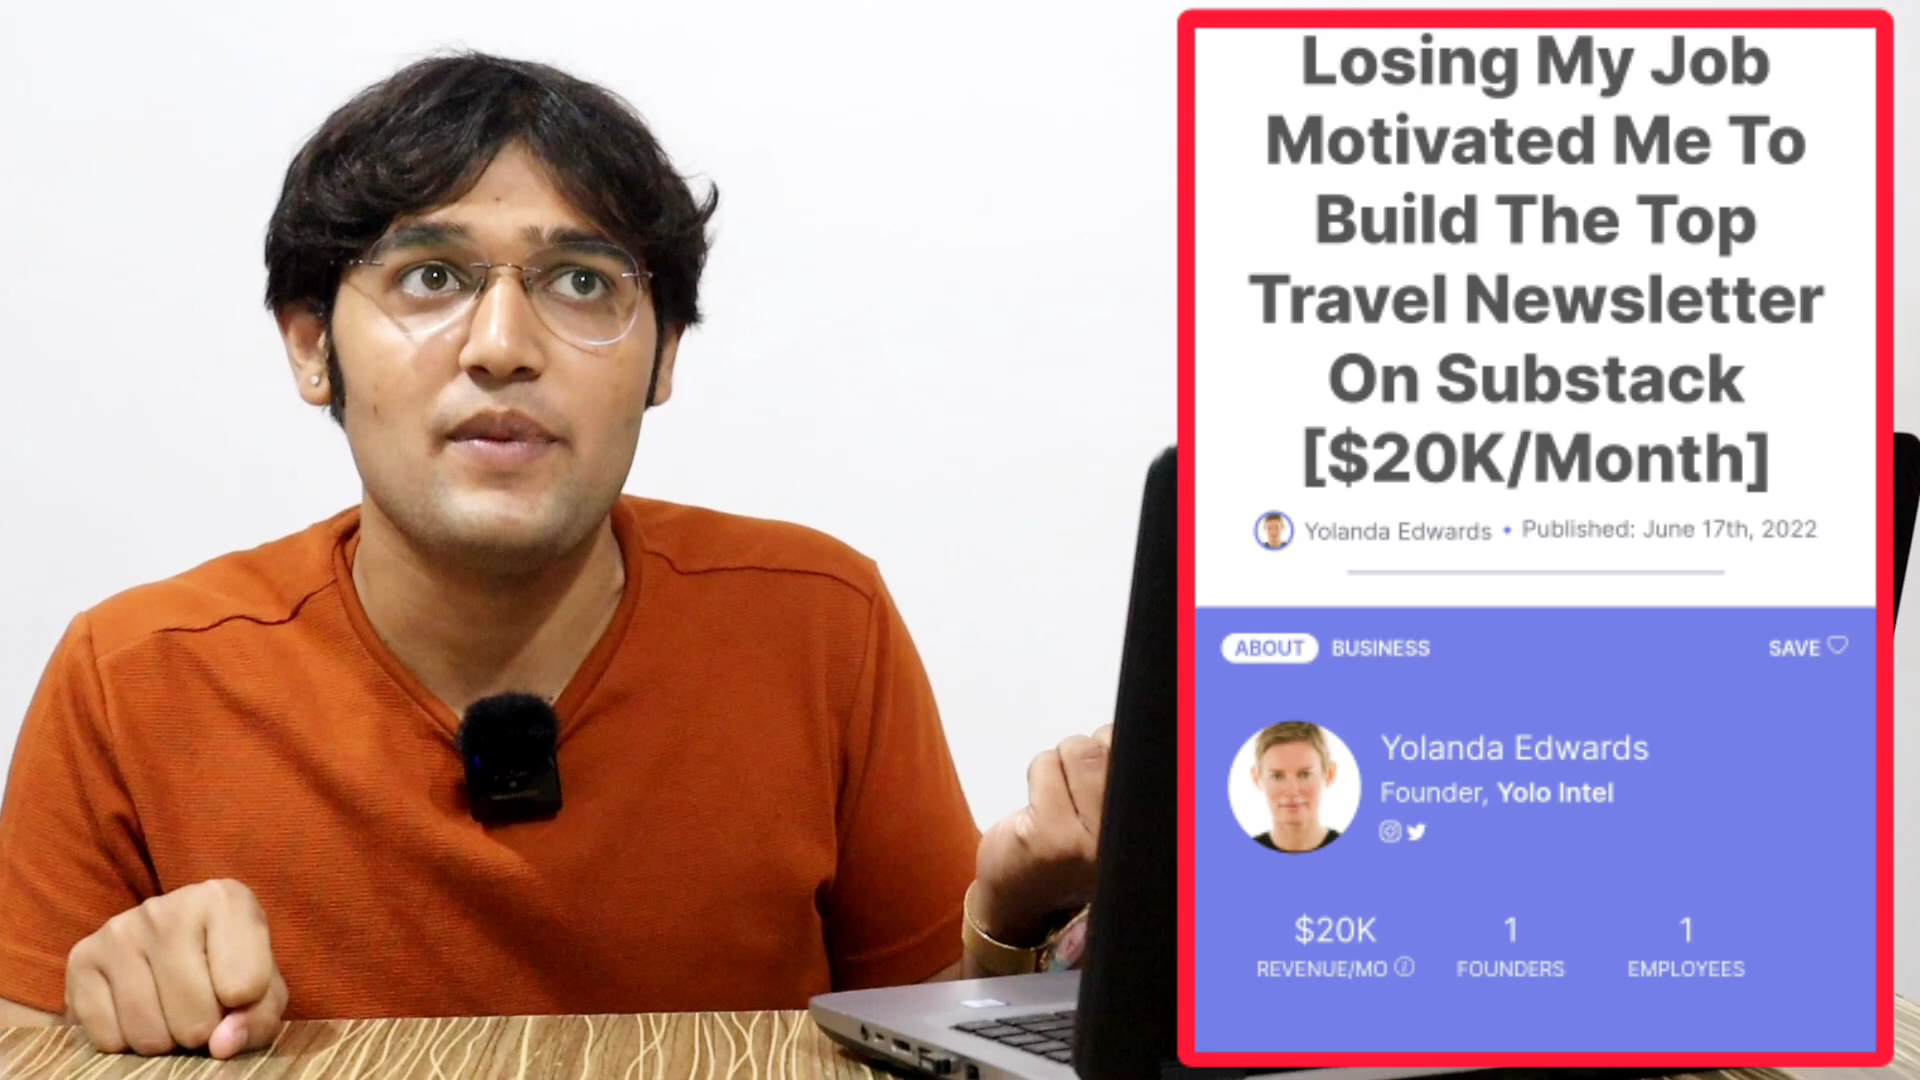 Losing My Job
Motivated Me To
Build The Top
Travel Newsletter
On Substack
[$20K/Month]
Yolanda Edwards • Published: June 17th, 2022
ABOUT BUSINESS SAVE
Yolanda Edwards
Founder, Yolo Intel
$20K 1 1
REVENUE/MO FOUNDERS EMPLOYEES